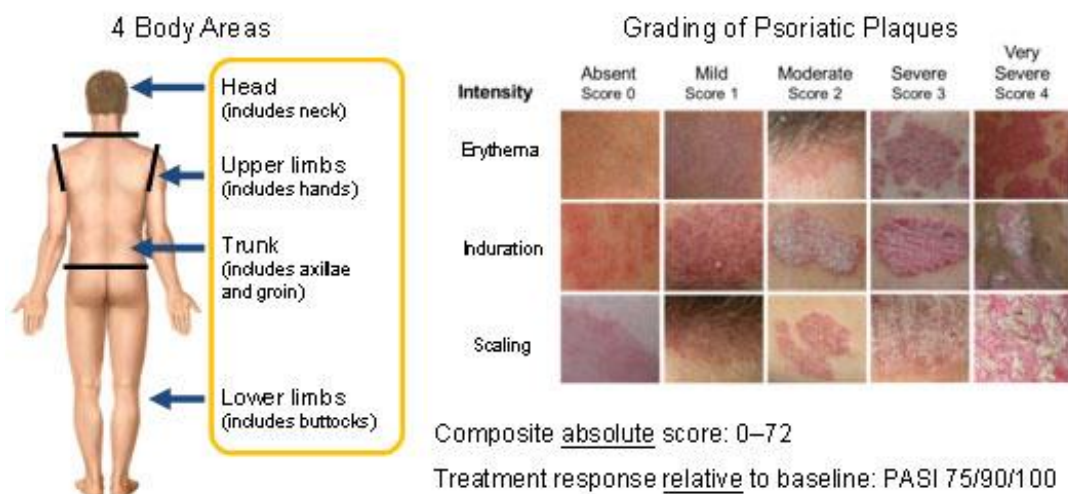 4 Body Areas
Head
(includes neck)
Upper limbs
(includes hands)
Trunk
(includes axillae
and groin)
Lower limbs
(includes buttocks)
Grading of Psoriatic Plaques
Intensity
Absent
Score 0
Mild
Score 1
Moderate
Score 2
Severe
Score 3
Very
Severe
Score 4
Erythema
Induration
Scaling
Composite absolute score: 0–72
Treatment response relative to baseline: PASI 75/90/100